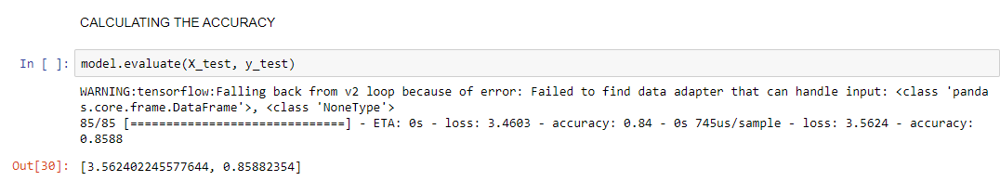 CALCULATING THE ACCURACY
In [ ]: model.evaluate(X_test, y_test)
WARNING:tensorflow:Falling back from v2 loop because of error: Failed to find data adapter that can handle input: <class 'panda
s.core.frame.DataFrame'>, <class 'NoneType'>
85/85 [==============================] - ETA: 0s - loss: 3.4603 - accuracy: 0.84 - 0s 745us/sample - loss: 3.5624 - accuracy:
0.8588
Out[30]: [3.562402245577644, 0.85882354]